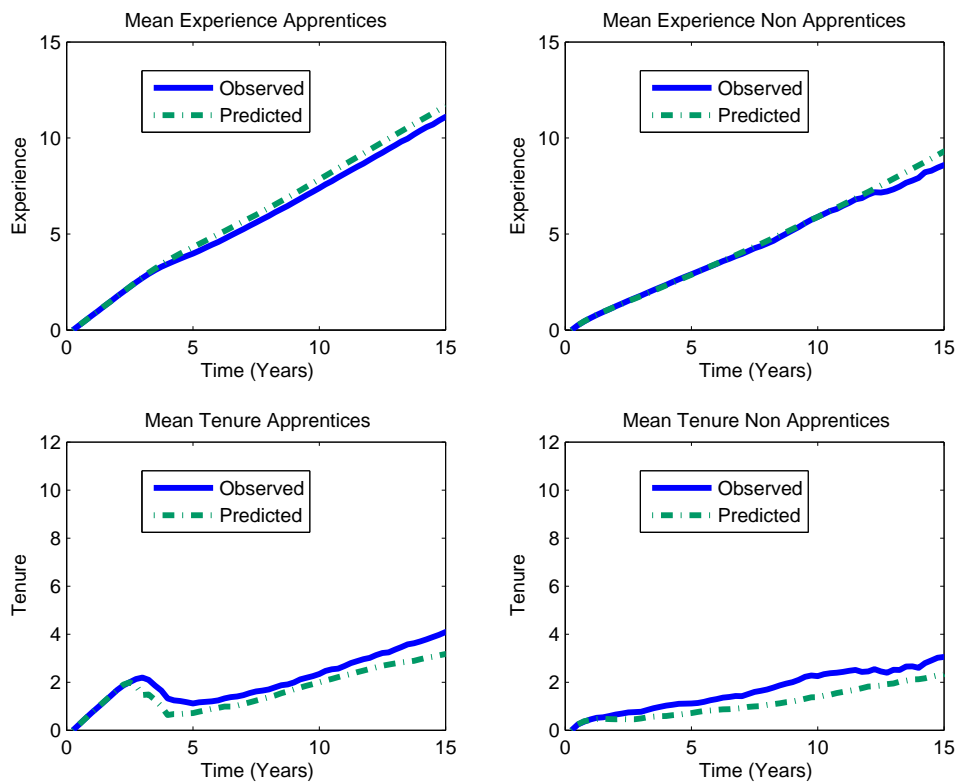 Mean Experience Apprentices
15
10
5
0
Experience
Observed
Predicted
0 5 10 15
Time (Years)
Mean Experience Non Apprentices
15
10
5
0
Experience
Observed
Predicted
0 5 10 15
Time (Years)
Mean Tenure Apprentices
12
10
8
6
4
2
0
Tenure
Observed
Predicted
0 5 10 15
Time (Years)
Mean Tenure Non Apprentices
12
10
8
6
4
2
0
Tenure
Observed
Predicted
0 5 10 15
Time (Years)